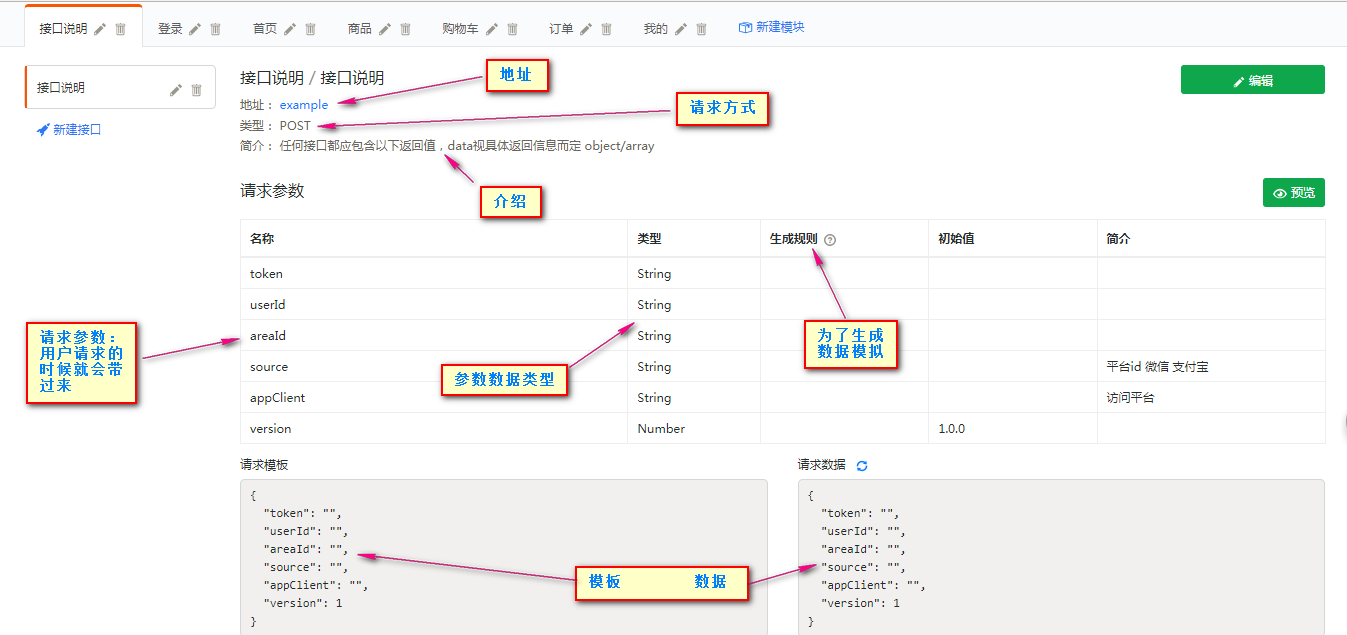 接口说明 登录 首页 商品 购物车 订单 我的 新建模块
接口说明
新建接口
接口说明 / 接口说明
编辑
地址： example
地址
类型： POST
请求方式
简介： 任何接口都应包含以下返回值，data视具体返回信息而定 object/array
介绍
请求参数
预览
名称 类型 生成规则 ? 初始值 简介
token String
userId String
areaId String
source String 平台id 微信 支付宝
appClient String 访问平台
version Number 1.0.0
请求参数：
用户请求的
时候就会带
过来
参数数据类型
为了生成
数据模拟
请求模板
{
"token": "",
"userId": "",
"areaId": "",
"source": "",
"appClient": "",
"version": 1
}
请求数据
{
"token": "",
"userId": "",
"areaId": "",
"source": "",
"appClient": "",
"version": 1
}
模板 数据